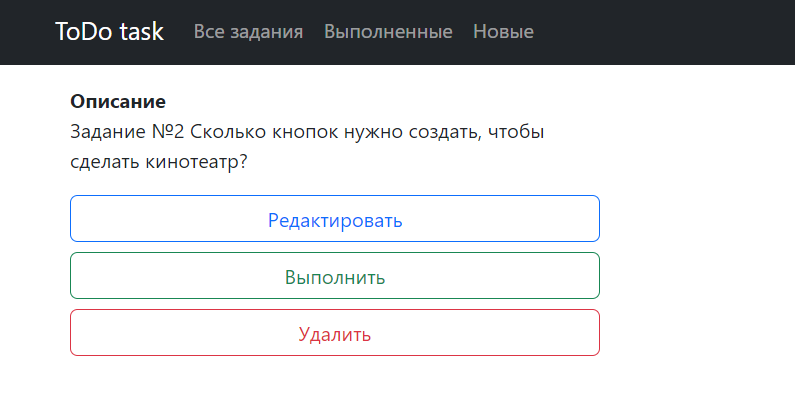 ToDo task Все задания Выполненные Новые
Описание
Задание №2 Сколько кнопок нужно создать, чтобы
сделать кинотеатр?
Редактировать
Выполнить
Удалить